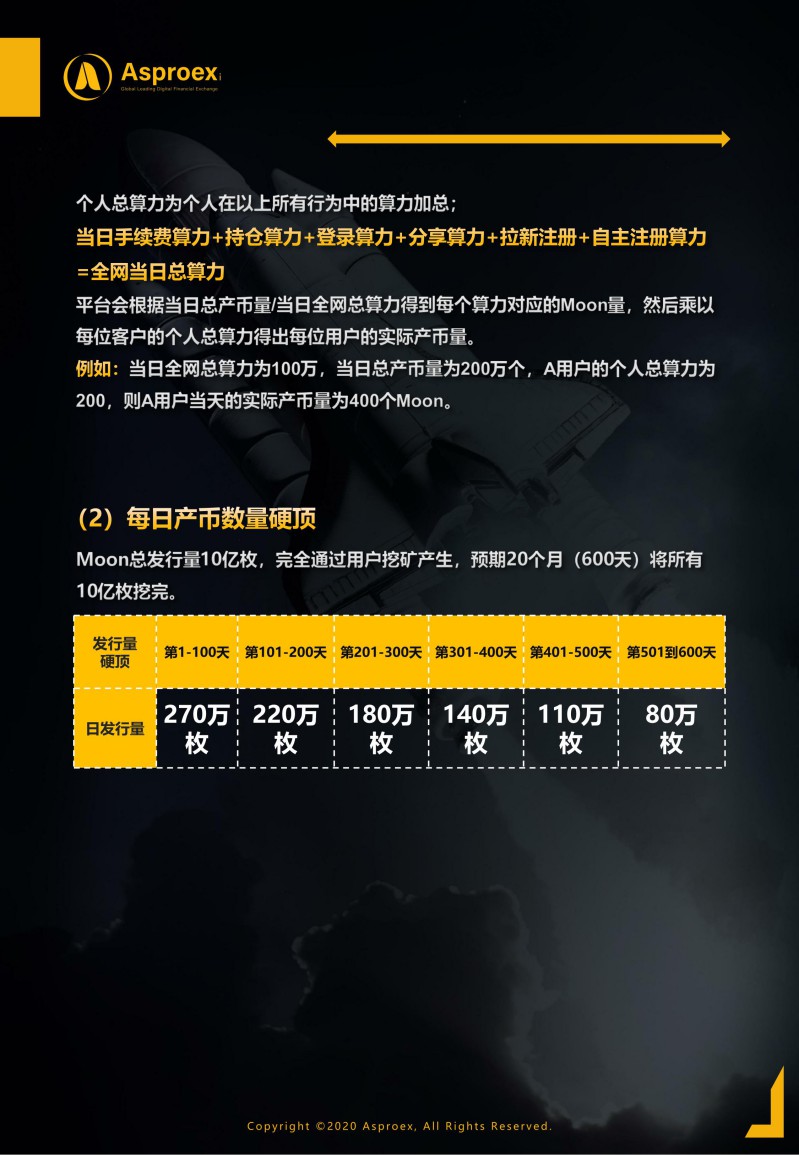 Asproex
Global Leading Digital Financial Exchange
个人总算力为个人在以上所有行为中的算力加总；
当日手续费算力+持仓算力+登录算力+分享算力+拉新注册+自主注册算力
=全网当日总算力
平台会根据当日总产币量/当日全网总算力得到每个算力对应的Moon量，然后乘以
每位客户的个人总算力得出每位用户的实际产币量。
例如：当日全网总算力为100万，当日总产币量为200万个，A用户的个人总算力为
200，则A用户当天的实际产币量为400个Moon。
（2）每日产币数量硬顶
Moon总发行量10亿枚，完全通过用户挖矿产生，预期20个月（600天）将所有
10亿枚挖完。
发行量
硬顶
第1-100天
第101-200天
第201-300天
第301-400天
第401-500天
第501到600天
日发行量
270万
枚
220万
枚
180万
枚
140万
枚
110万
枚
80万
枚
Copyright ©2020 Asproex, All Rights Reserved.